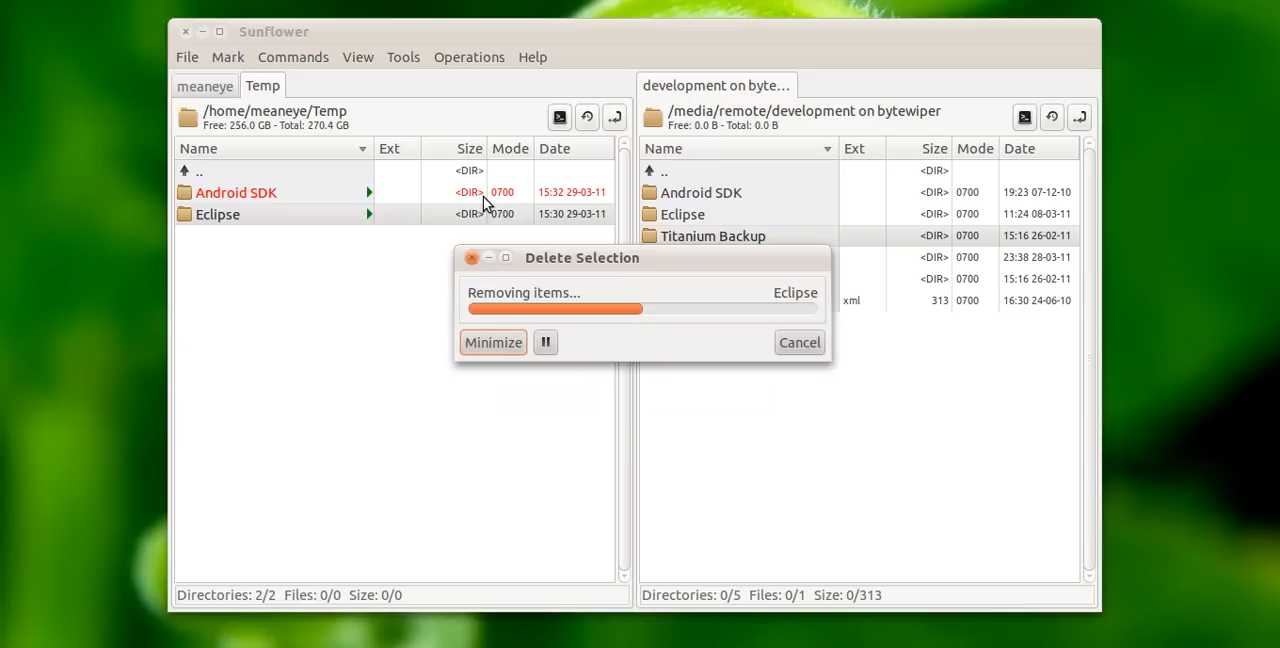 Sunflower
File Mark Commands View Tools Operations Help
meaneye Temp
/home/meaneye/Temp
Free: 256.0 GB - Total: 270.4 GB
Name Ext Size Mode Date
.. <DIR>
Android SDK <DIR> 0700 15:32 29-03-11
Eclipse <DIR> 0700 15:30 29-03-11
Directories: 2/2 Files: 0/0 Size: 0/0
development on byte...
/media/remote/development on bytewiper
Free: 0.0 B - Total: 0.0 B
Name Ext Size Mode Date
.. <DIR>
Android SDK <DIR> 0700 19:23 07-12-10
Eclipse <DIR> 0700 11:24 08-03-11
Titanium Backup <DIR> 0700 15:16 26-02-11
<DIR> 0700 23:38 28-03-11
<DIR> 0700 15:16 26-02-11
xml 313 0700 16:30 24-06-10
Directories: 0/5 Files: 0/1 Size: 0/313
Delete Selection
Removing items... Eclipse
Minimize Cancel